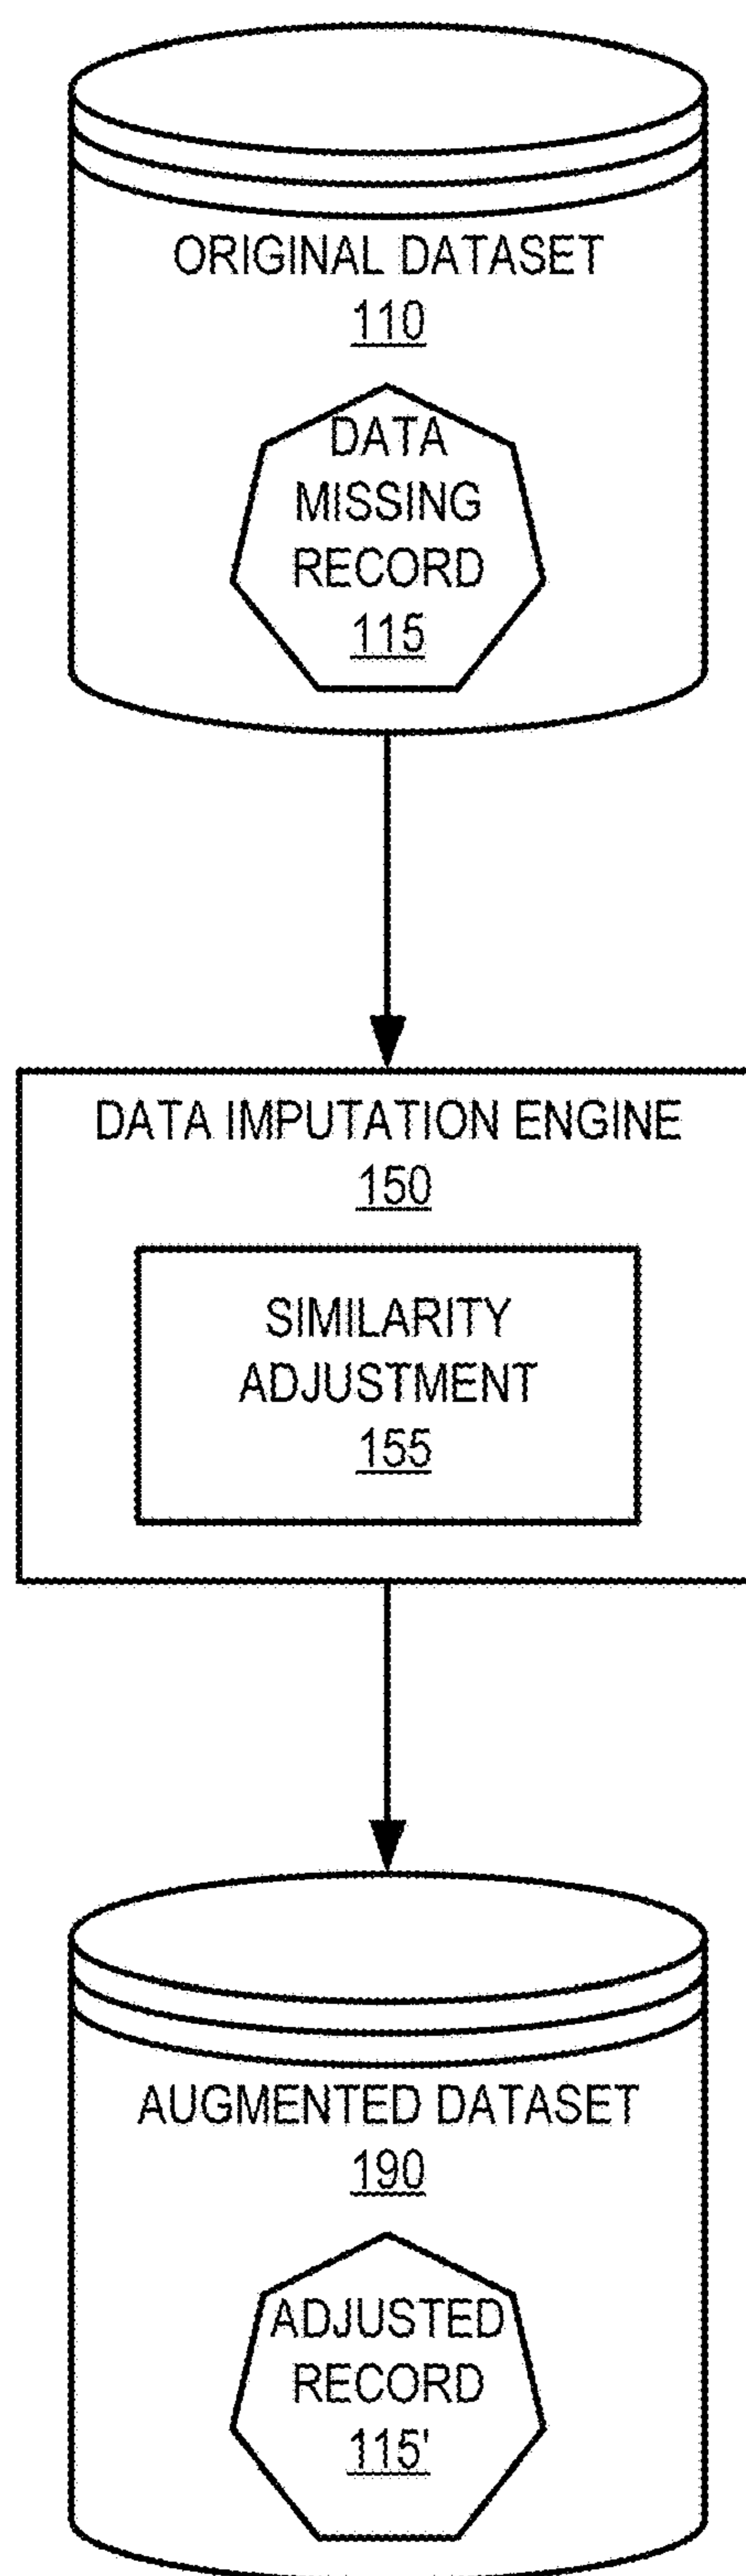 ORIGINAL DATASET
110
DATA
MISSING
RECORD
115
DATA IMPUTATION ENGINE
150
SIMILARITY
ADJUSTMENT
155
AUGMENTED DATASET
190
ADJUSTED
RECORD
115'